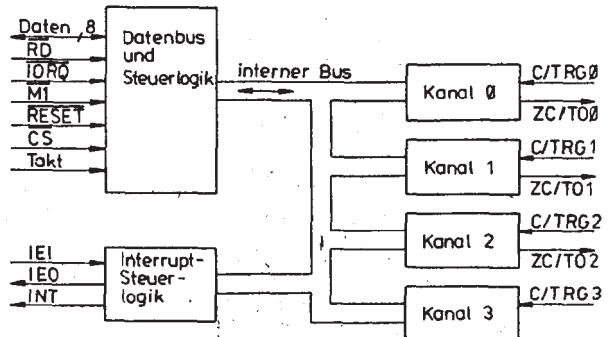 Daten 8
RD
IORQ
M1
RESET
CS
Takt
Datenbus
und
Steuerlogik
interner Bus
Kanal 0
C/TRG0
ZC/TO0
Kanal 1
C/TRG1
ZC/TO1
Kanal 2
C/TRG2
ZC/TO2
Kanal 3
C/TRG3
IEI
IEO
INT
Interrupt-
Steuer-
logik